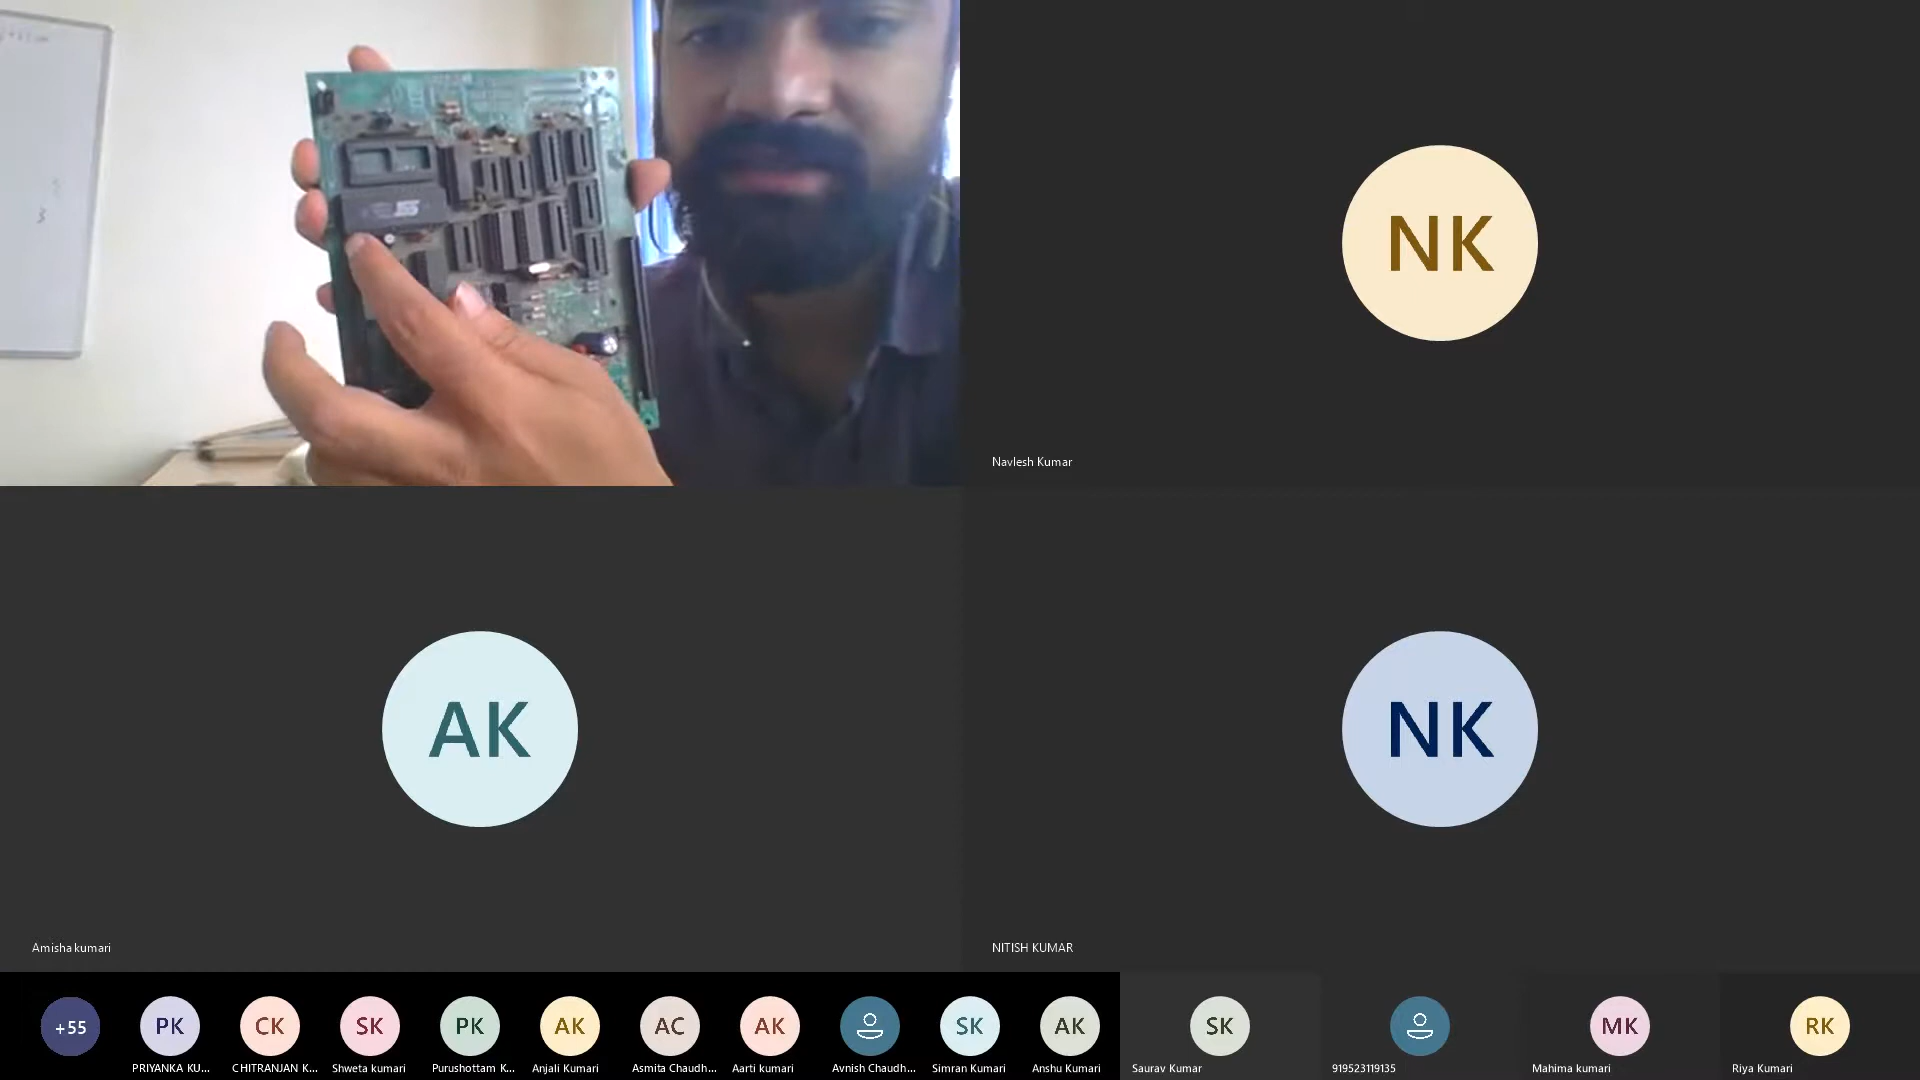 NK
Navlesh Kumar
AK
Amisha kumari
NK
NITISH KUMAR
+55
PK
PRIYANKA KU...
CK
CHITRANJAN K...
SK
Shweta kumari
PK
Purushottam K...
AK
Anjali Kumari
AC
Asmita Chaudh...
AK
Aarti kumari
Avnish Chaudh...
SK
Simran Kumari
AK
Anshu Kumari
SK
Saurav Kumar
919523119135
MK
Mahima kumari
RK
Riya Kumari